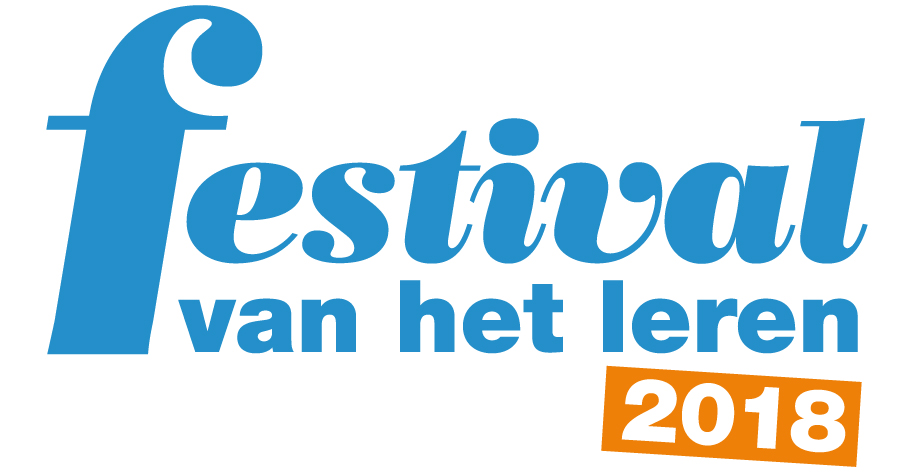 festival
van het leren
2018